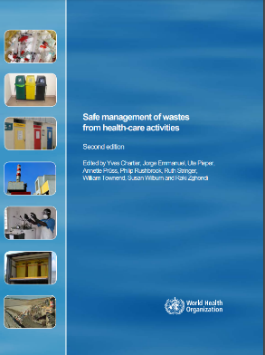 Safe management of wastes
from health-care activities
Second edition
Edited by Yves Chartier, Jorge Emmanuel, Ute Pieper,
Annette Prüss, Philip Rushbrook, Ruth Stringer,
William Townend, Susan Wilburn and Raki Zghondi
World Health
Organization